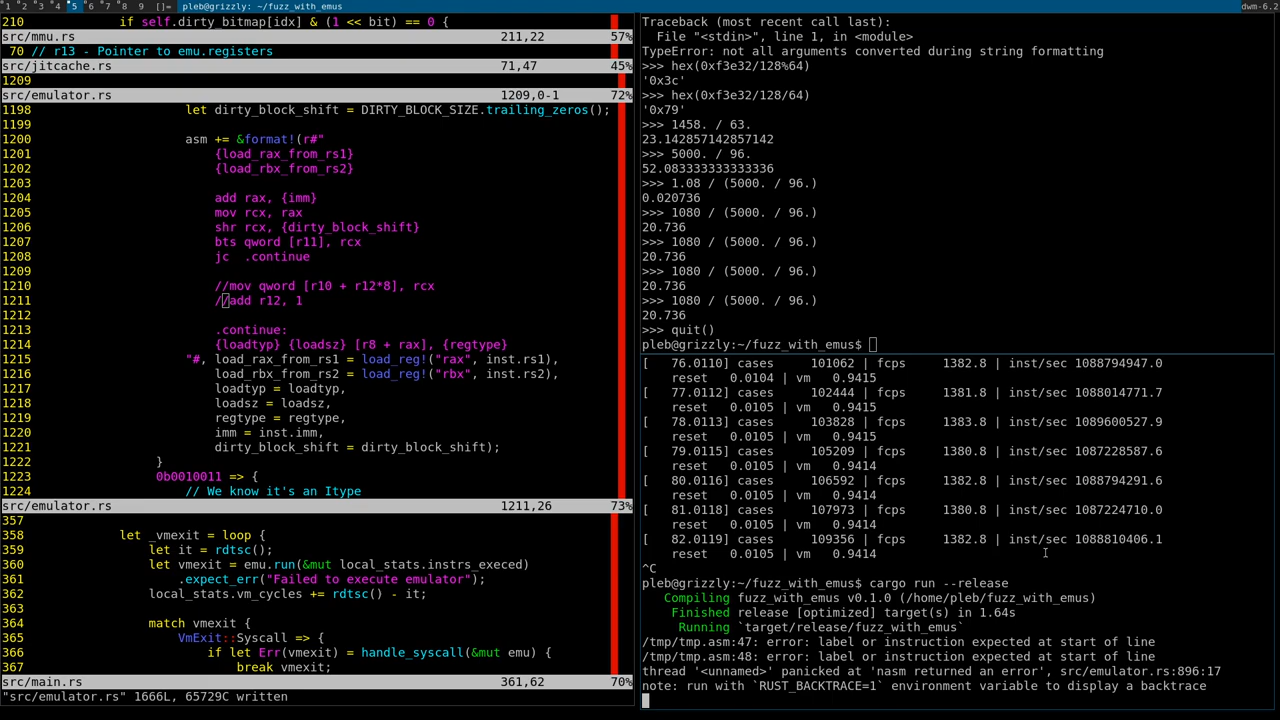 1 2 3 4 5 6 7 8 9 []= pleb@grizzly: ~/fuzz_with_emus dwm-6.2
210             if self.dirty_bitmap[idx] & (1 << bit) == 0 {
src/mmu.rs 211,22 57%
70 // r13 - Pointer to emu.registers
src/jitcache.rs 71,47 45%
1209
src/emulator.rs 1209,0-1 72%
1198                     let dirty_block_shift = DIRTY_BLOCK_SIZE.trailing_zeros();
1199
1200                     asm += &format!(r#"
1201                         {load_rax_from_rs1}
1202                         {load_rbx_from_rs2}
1203
1204                         add rax, {imm}
1205                         mov rcx, rax
1206                         shr rcx, {dirty_block_shift}
1207                         bts qword [r11], rcx
1208                         jc  .continue
1209
1210                         //mov qword [r10 + r12*8], rcx
1211                         //add r12, 1
1212
1213                         .continue:
1214                         {loadtyp} {loadsz} [r8 + rax], {regtype}
1215                     "#, load_rax_from_rs1 = load_reg!("rax", inst.rs1),
1216                         load_rbx_from_rs2 = load_reg!("rbx", inst.rs2),
1217                         loadtyp = loadtyp,
1218                         loadsz = loadsz,
1219                         regtype = regtype,
1220                         imm = inst.imm,
1221                         dirty_block_shift = dirty_block_shift);
1222                 }
1223                 0b0010011 => {
1224                     // We know it's an Itype
src/emulator.rs 1211,26 73%
357
358             let _vmexit = loop {
359                 let it = rdtsc();
360                 let vmexit = emu.run(&mut local_stats.instrs_execed)
361                     .expect_err("Failed to execute emulator");
362                 local_stats.vm_cycles += rdtsc() - it;
363
364                 match vmexit {
365                     VmExit::Syscall => {
366                         if let Err(vmexit) = handle_syscall(&mut emu) {
367                             break vmexit;
src/main.rs 361,62 70%
"src/emulator.rs" 1666L, 65729C written
Traceback (most recent call last):
  File "<stdin>", line 1, in <module>
TypeError: not all arguments converted during string formatting
>>> hex(0xf3e32/128%64)
'0x3c'
>>> hex(0xf3e32/128/64)
'0x79'
>>> 1458. / 63.
23.142857142857142
>>> 5000. / 96.
52.083333333333336
>>> 1.08 / (5000. / 96.)
0.020736
>>> 1080 / (5000. / 96.)
20.736
>>> 1080 / (5000. / 96.)
20.736
>>> 1080 / (5000. / 96.)
20.736
>>> 1080 / (5000. / 96.)
20.736
>>> quit()
pleb@grizzly:~/fuzz_with_emus$
[   76.0110] cases     101062 | fcps    1382.8 | inst/sec 1088794947.0
    reset   0.0104 | vm   0.9415
[   77.0112] cases     102444 | fcps    1381.8 | inst/sec 1088014771.7
    reset   0.0105 | vm   0.9415
[   78.0113] cases     103828 | fcps    1383.8 | inst/sec 1089600527.9
    reset   0.0105 | vm   0.9415
[   79.0115] cases     105209 | fcps    1380.8 | inst/sec 1087228587.6
    reset   0.0105 | vm   0.9414
[   80.0116] cases     106592 | fcps    1382.8 | inst/sec 1088794291.6
    reset   0.0105 | vm   0.9414
[   81.0118] cases     107973 | fcps    1380.8 | inst/sec 1087224710.0
    reset   0.0105 | vm   0.9414
[   82.0119] cases     109356 | fcps    1382.8 | inst/sec 1088810406.1
    reset   0.0105 | vm   0.9414
^C
pleb@grizzly:~/fuzz_with_emus$ cargo run --release
   Compiling fuzz_with_emus v0.1.0 (/home/pleb/fuzz_with_emus)
    Finished release [optimized] target(s) in 1.64s
     Running `target/release/fuzz_with_emus`
/tmp/tmp.asm:47: error: label or instruction expected at start of line
/tmp/tmp.asm:48: error: label or instruction expected at start of line
thread '<unnamed>' panicked at 'nasm returned an error', src/emulator.rs:896:17
note: run with `RUST_BACKTRACE=1` environment variable to display a backtrace